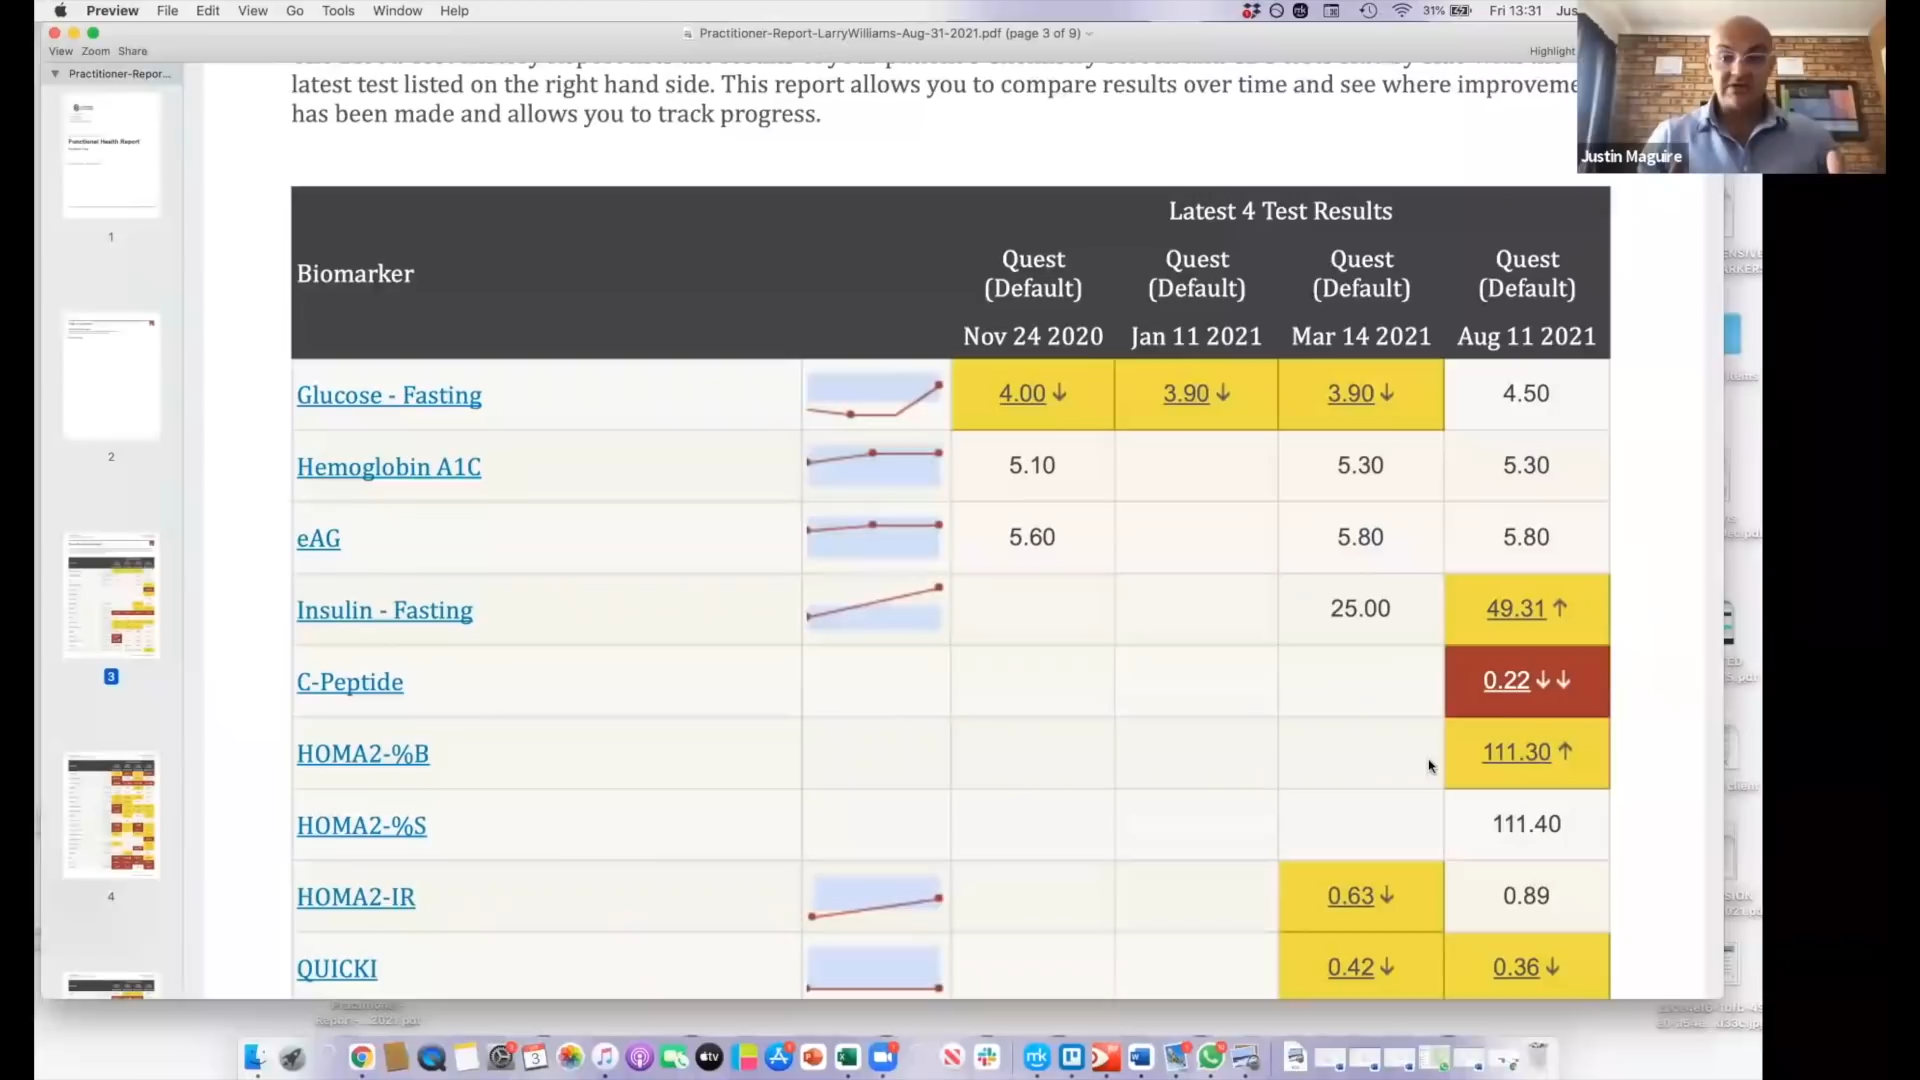 Preview File Edit View Go Tools Window Help
31% Fri 13:31 Jus
Practitioner-Report-LarryWilliams-Aug-31-2021.pdf (page 3 of 9)
View Zoom Share
Highlight
Practitioner-Repor...
latest test listed on the right hand side. This report allows you to compare results over time and see where improveme
has been made and allows you to track progress.
Justin Maguire
Functional Health Report
1
2
3
4
Latest 4 Test Results
Biomarker
Quest (Default) Quest (Default) Quest (Default) Quest (Default)
Nov 24 2020 Jan 11 2021 Mar 14 2021 Aug 11 2021
Glucose - Fasting 4.00 ↓ 3.90 ↓ 3.90 ↓ 4.50
Hemoglobin A1C 5.10 5.30 5.30
eAG 5.60 5.80 5.80
Insulin - Fasting 25.00 49.31 ↑
C-Peptide 0.22 ↓↓
HOMA2-%B 111.30 ↑
HOMA2-%S 111.40
HOMA2-IR 0.63 ↓ 0.89
QUICKI 0.42 ↓ 0.36 ↓